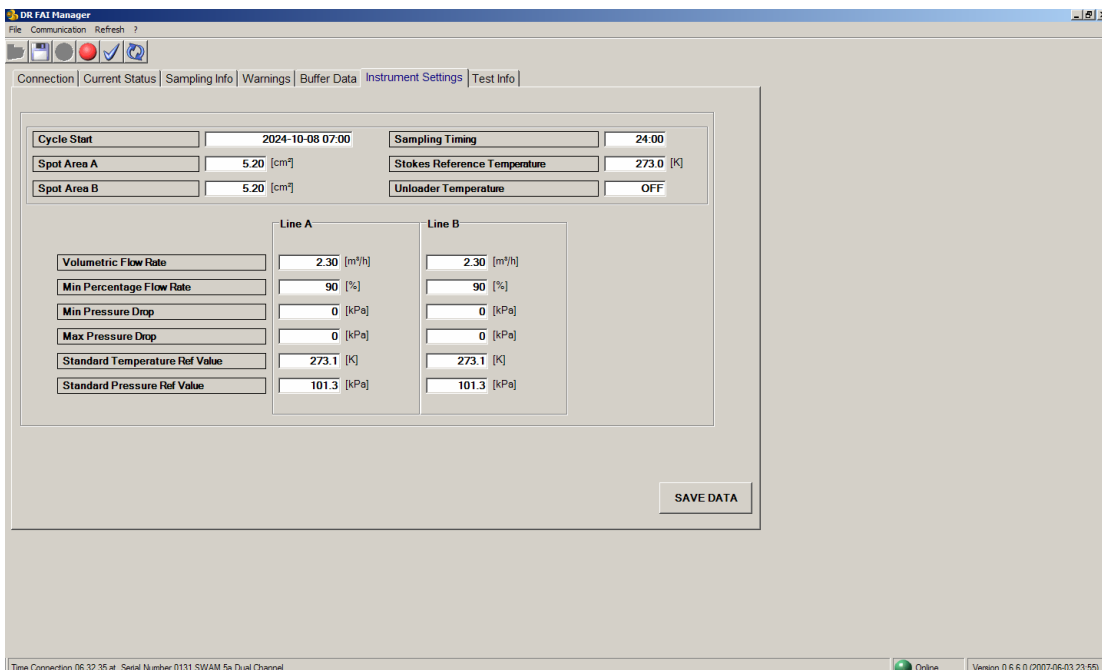 DR FAI Manager
File Communication Refresh ?
Connection Current Status Sampling Info Warnings Buffer Data Instrument Settings Test Info
Cycle Start 2024-10-08 07:00 Sampling Timing 24:00
Spot Area A 5.20 [cm²] Stokes Reference Temperature 273.0 [K]
Spot Area B 5.20 [cm²] Unloader Temperature OFF
Line A Line B
Volumetric Flow Rate 2.30 [m³/h] 2.30 [m³/h]
Min Percentage Flow Rate 90 [%] 90 [%]
Min Pressure Drop 0 [kPa] 0 [kPa]
Max Pressure Drop 0 [kPa] 0 [kPa]
Standard Temperature Ref Value 273.1 [K] 273.1 [K]
Standard Pressure Ref Value 101.3 [kPa] 101.3 [kPa]
SAVE DATA
Time Connection 06.32.35 at Serial Number 0131 SWAM 5a Dual Channel Online Version 0.6.6.0 (2007-06-03 23:55)